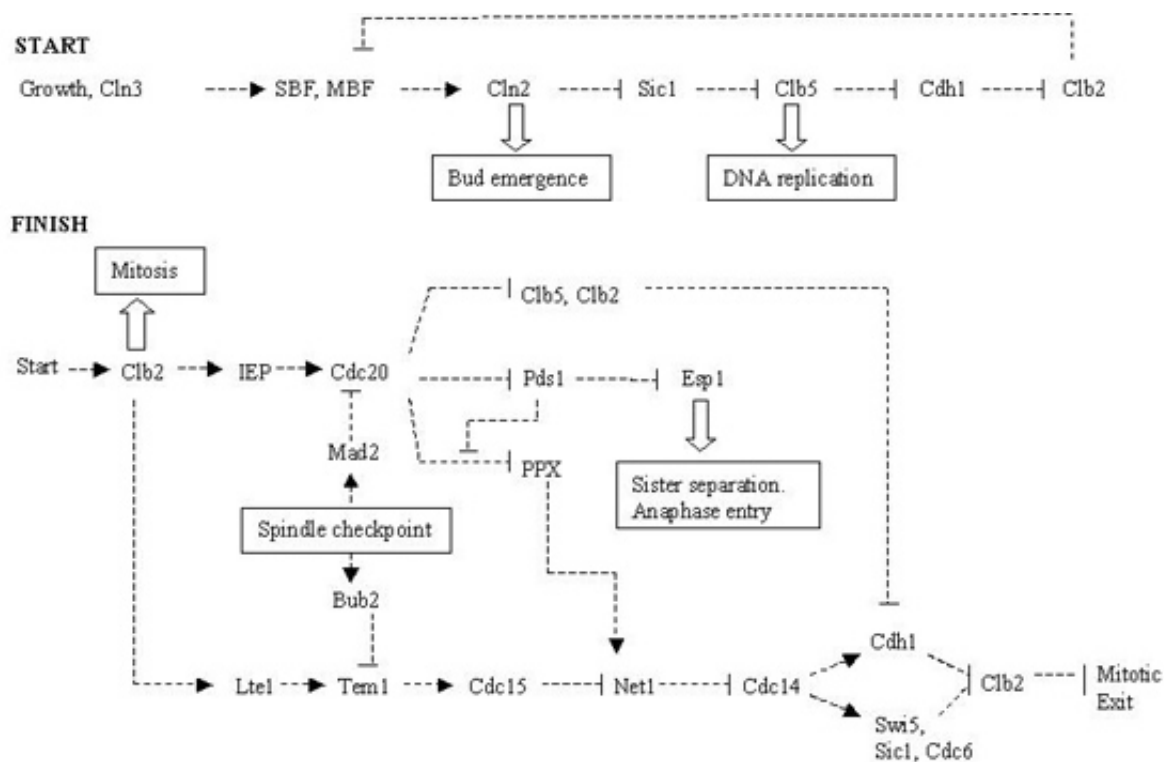 START
Growth, Cln3 SBF, MBF Cln2 Sic1 Clb5 Cdh1 Clb2
Bud emergence DNA replication
FINISH
Mitosis
Clb5, Clb2
Start Clb2 IEP Cdc20 Pds1 Esp1
Mad2
PPX
Sister separation.
Anaphase entry
Spindle checkpoint
Bub2
Cdh1
Lte1 Tem1 Cdc15 Net1 Cdc14 Clb2 Mitotic
Exit
Swi5,
Sic1, Cdc6